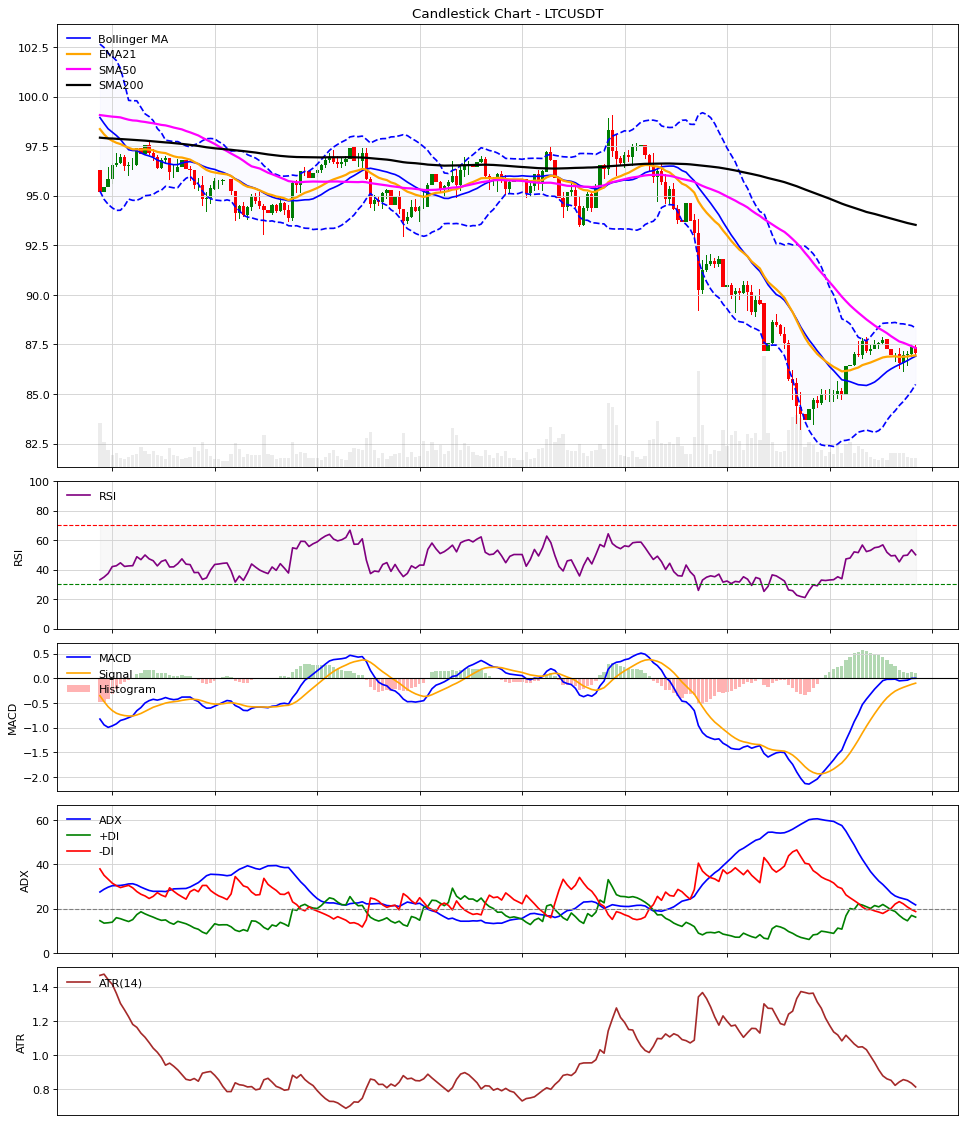 Candlestick Chart - LTCUSDT
102.5
100.0
97.5
95.0
92.5
90.0
87.5
85.0
82.5
Bollinger MA
EMA21
SMA50
SMA200
100
80
60
40
20
0
RSI
RSI
0.5
0.0
−0.5
−1.0
−1.5
−2.0
MACD
MACD
Signal
Histogram
60
40
20
0
ADX
ADX
+DI
-DI
1.4
1.2
1.0
0.8
ATR
ATR(14)